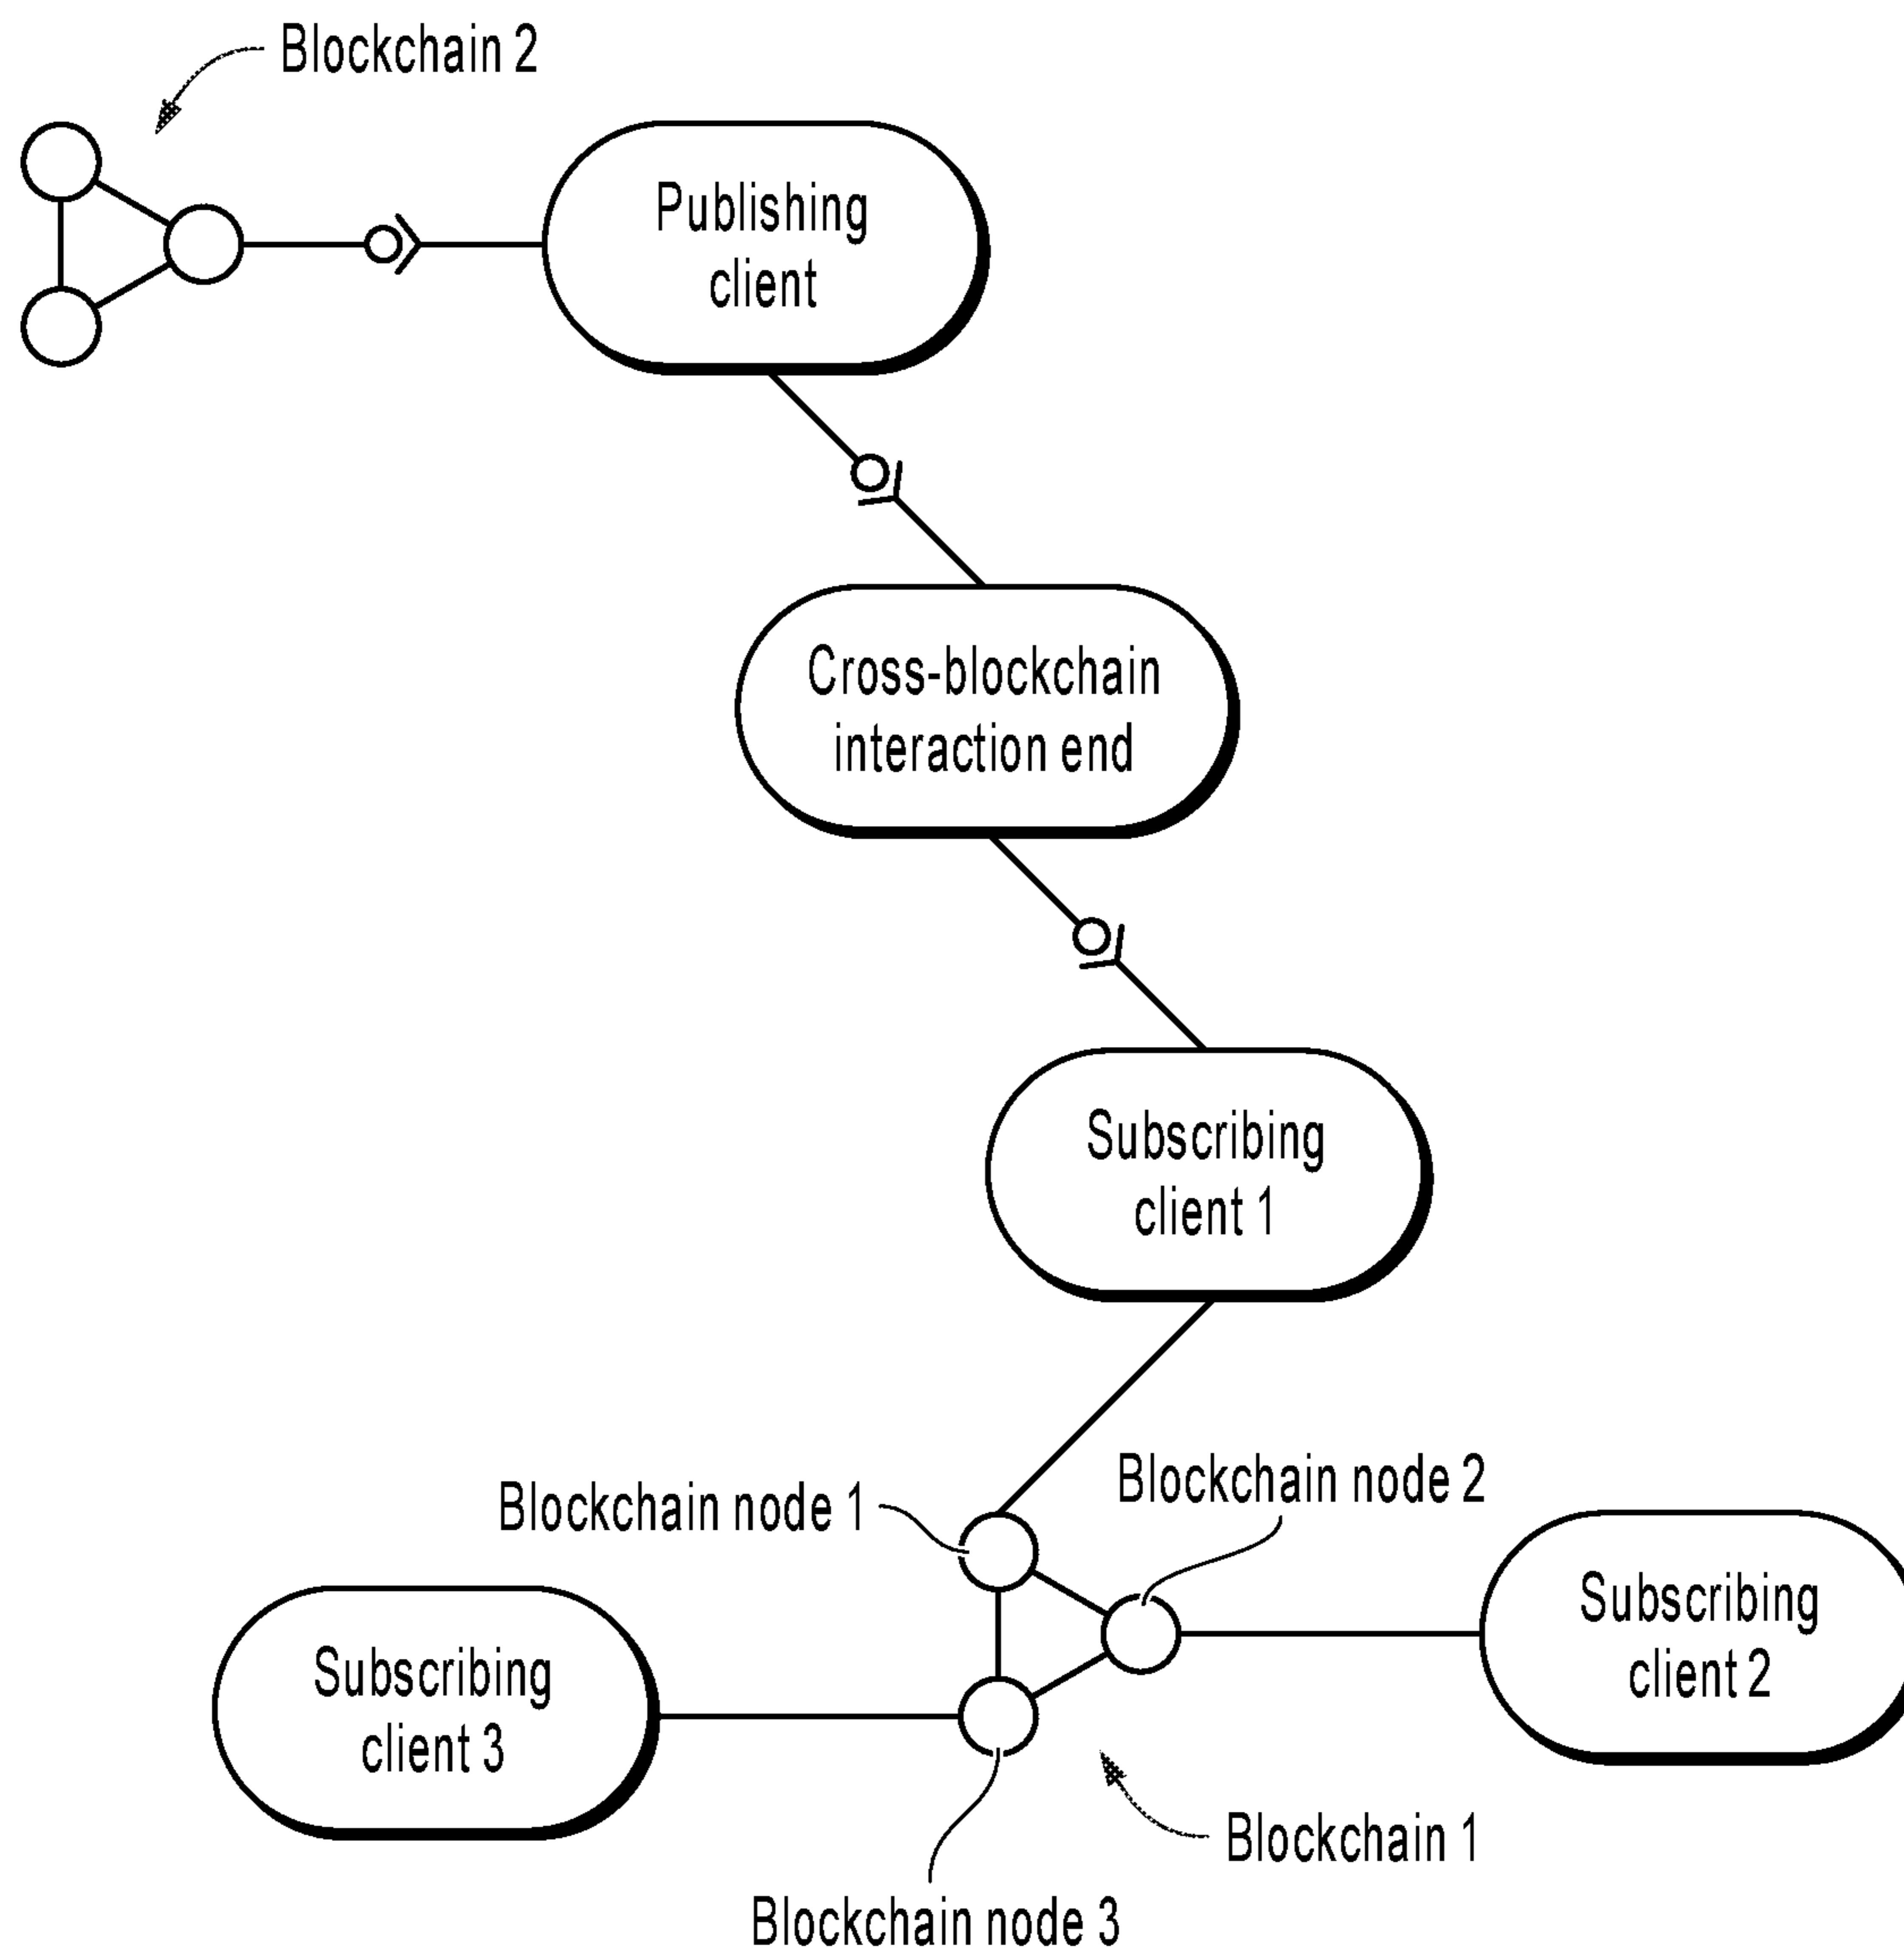 Blockchain 2
Publishing
client
Cross-blockchain
interaction end
Subscribing
client 1
Blockchain node 2
Blockchain node 1
Subscribing
client 2
Subscribing
client 3
Blockchain 1
Blockchain node 3